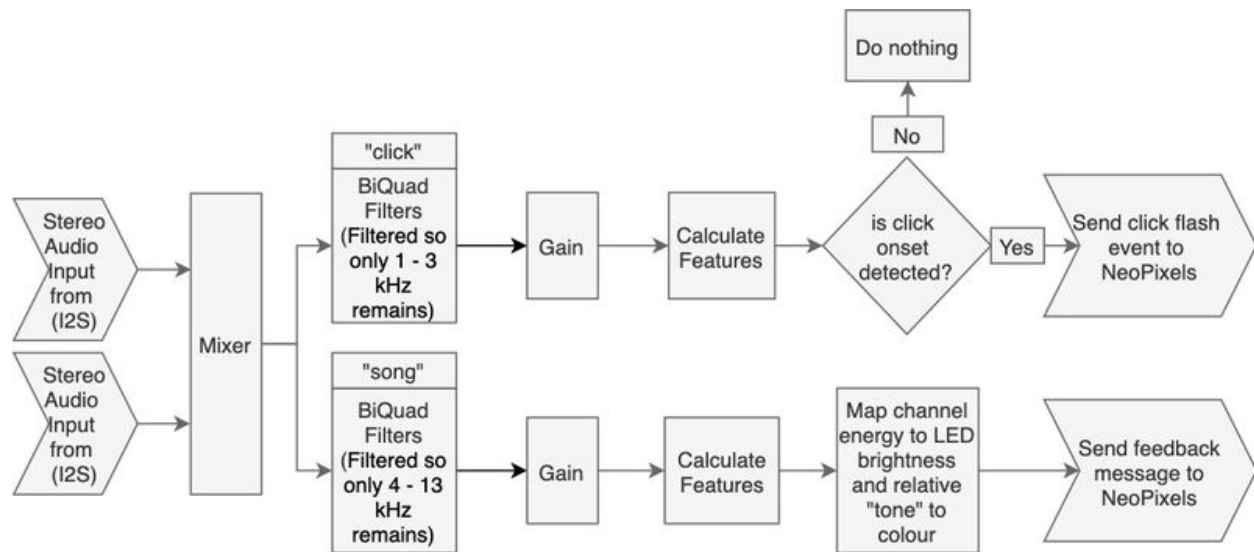 Do nothing
No
"click"
BiQuad
Filters
(Filtered so
only 1 - 3
kHz
remains)
Stereo
Audio
Input
from
(I2S)
Gain
Calculate
Features
is click
onset
detected?
Yes
Send click flash
event to
NeoPixels
Mixer
Stereo
Audio
Input
from
(I2S)
"song"
BiQuad
Filters
(Filtered so
only 4 - 13
kHz
remains)
Gain
Calculate
Features
Map channel
energy to LED
brightness
and relative
"tone" to
colour
Send feedback
message to
NeoPixels